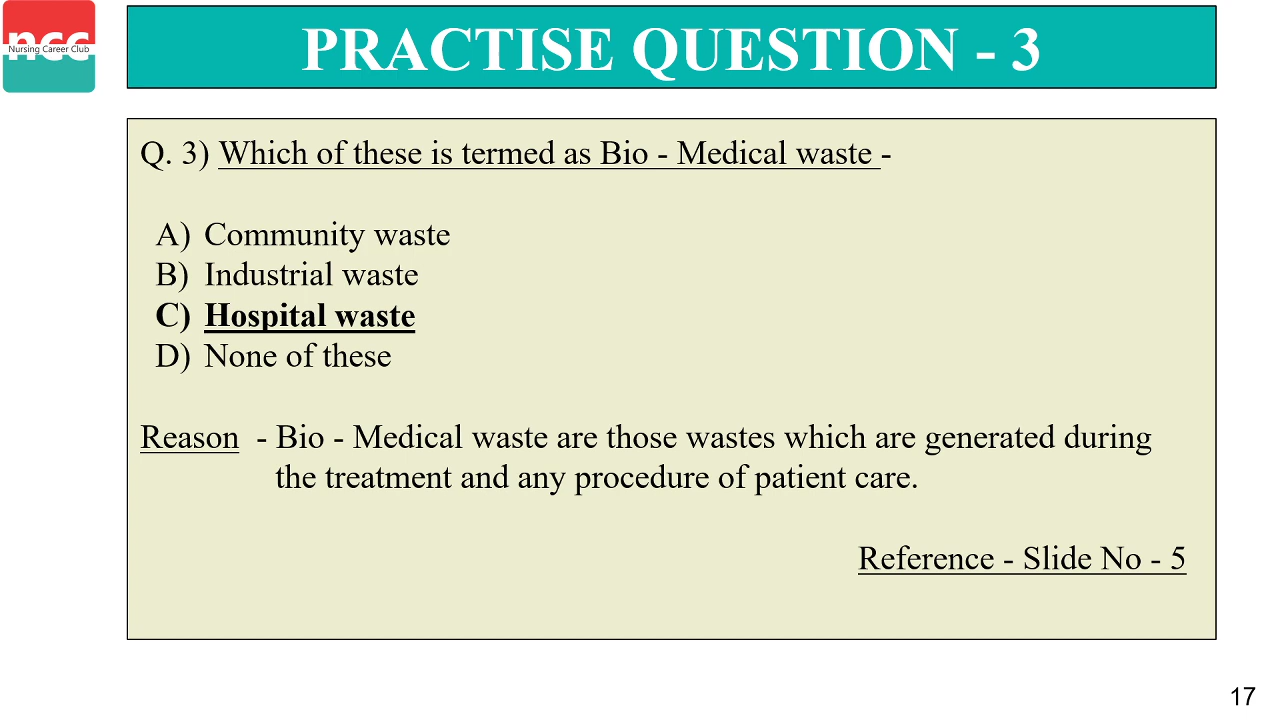 ncc
Nursing Career Club
PRACTISE QUESTION - 3
Q. 3) Which of these is termed as Bio - Medical waste -
A) Community waste
B) Industrial waste
C) Hospital waste
D) None of these
Reason - Bio - Medical waste are those wastes which are generated during
the treatment and any procedure of patient care.
Reference - Slide No - 5
17